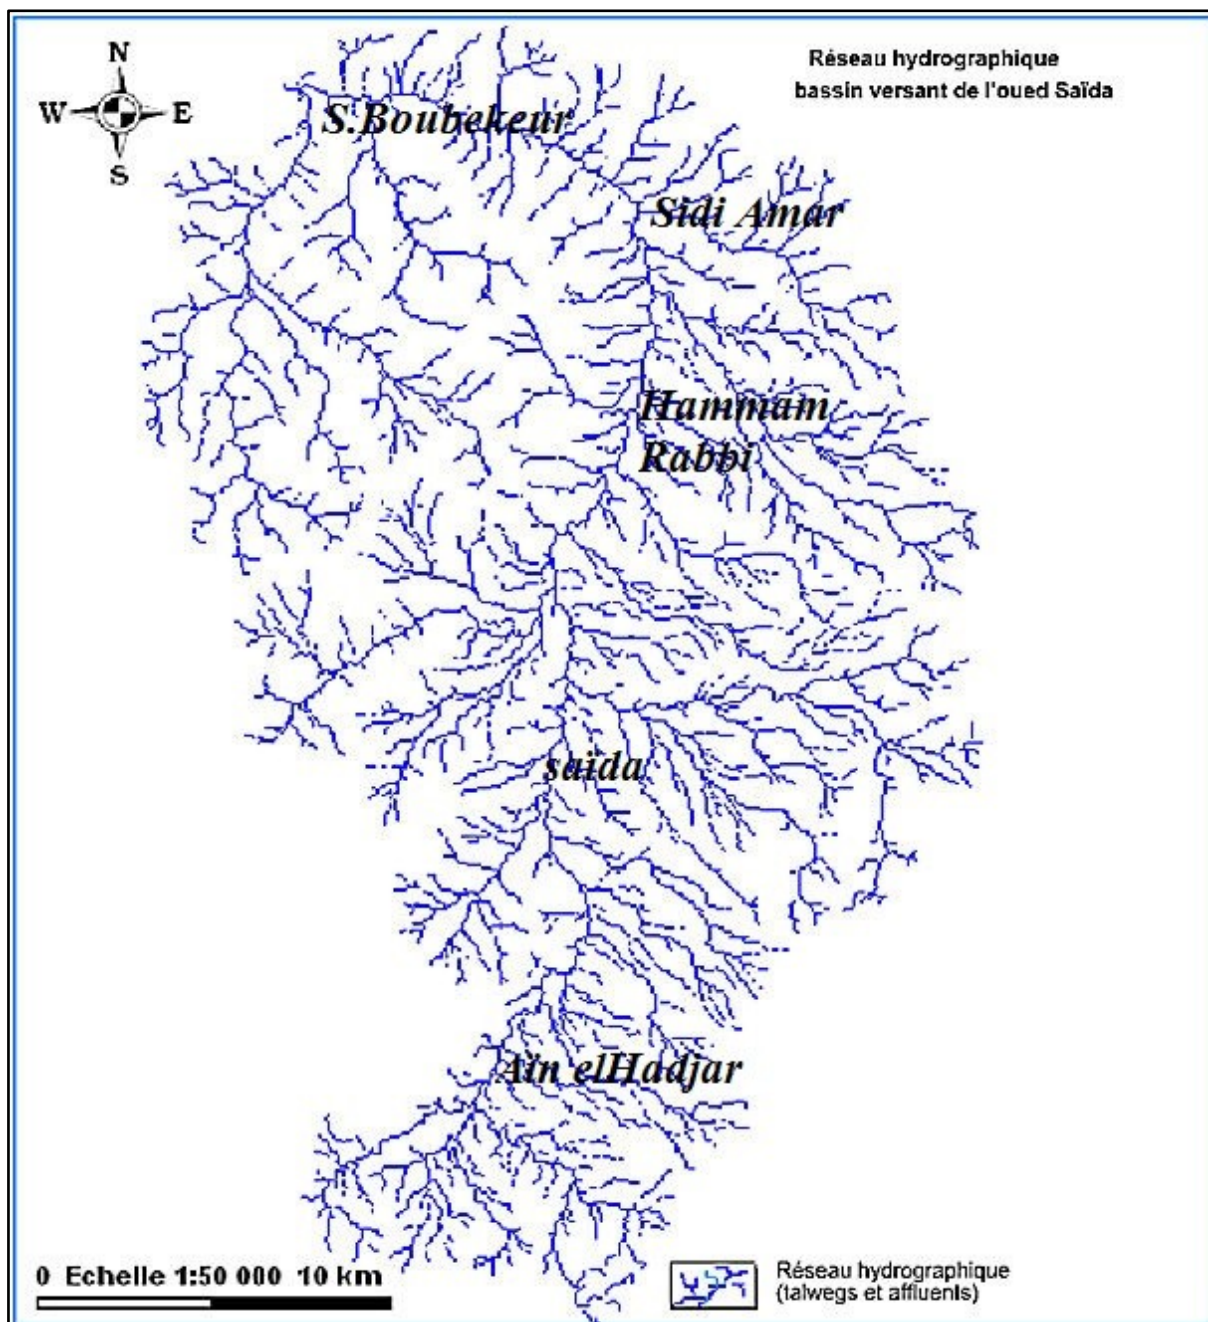 Réseau hydrographique
bassin versant de l'oued Saïda
N
W E
S
S.Boubekeur
Sidi Amar
Hammam
Rabbi
saïda
Aïn elHadjar
0 Echelle 1:50 000 10 km
Réseau hydrographique
(talwegs et affluents)